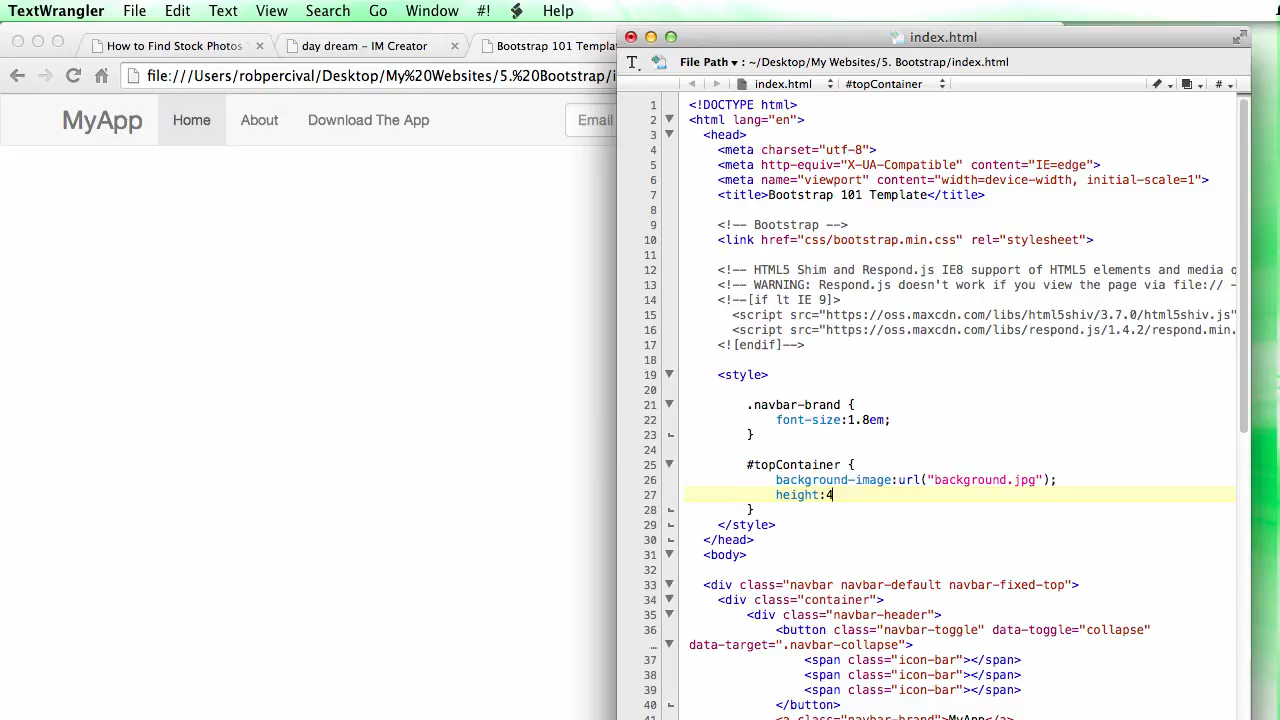 TextWrangler File Edit Text View Search Go Window #! Help
How to Find Stock Photos × day dream – IM Creator × Bootstrap 101 Templa
file:///Users/robpercival/Desktop/My%20Websites/5.%20Bootstrap/i
MyApp Home About Download The App Email
index.html
File Path ▾ : ~/Desktop/My Websites/5. Bootstrap/index.html
index.html #topContainer #
1 <!DOCTYPE html>
2 <html lang="en">
3 <head>
4 <meta charset="utf-8">
5 <meta http-equiv="X-UA-Compatible" content="IE=edge">
6 <meta name="viewport" content="width=device-width, initial-scale=1">
7 <title>Bootstrap 101 Template</title>
8
9 <!-- Bootstrap -->
10 <link href="css/bootstrap.min.css" rel="stylesheet">
11
12 <!-- HTML5 Shim and Respond.js IE8 support of HTML5 elements and media q
13 <!-- WARNING: Respond.js doesn't work if you view the page via file:// -
14 <!--[if lt IE 9]>
15 <script src="https://oss.maxcdn.com/libs/html5shiv/3.7.0/html5shiv.js"
16 <script src="https://oss.maxcdn.com/libs/respond.js/1.4.2/respond.min.
17 <![endif]-->
18
19 <style>
20
21 .navbar-brand {
22 font-size:1.8em;
23 }
24
25 #topContainer {
26 background-image:url("background.jpg");
27 height:4
28 }
29 </style>
30 </head>
31 <body>
32
33 <div class="navbar navbar-default navbar-fixed-top">
34 <div class="container">
35 <div class="navbar-header">
36 <button class="navbar-toggle" data-toggle="collapse"
… data-target=".navbar-collapse">
37 <span class="icon-bar"></span>
38 <span class="icon-bar"></span>
39 <span class="icon-bar"></span>
40 </button>
41 <a class="navbar-brand">MyApp</a>